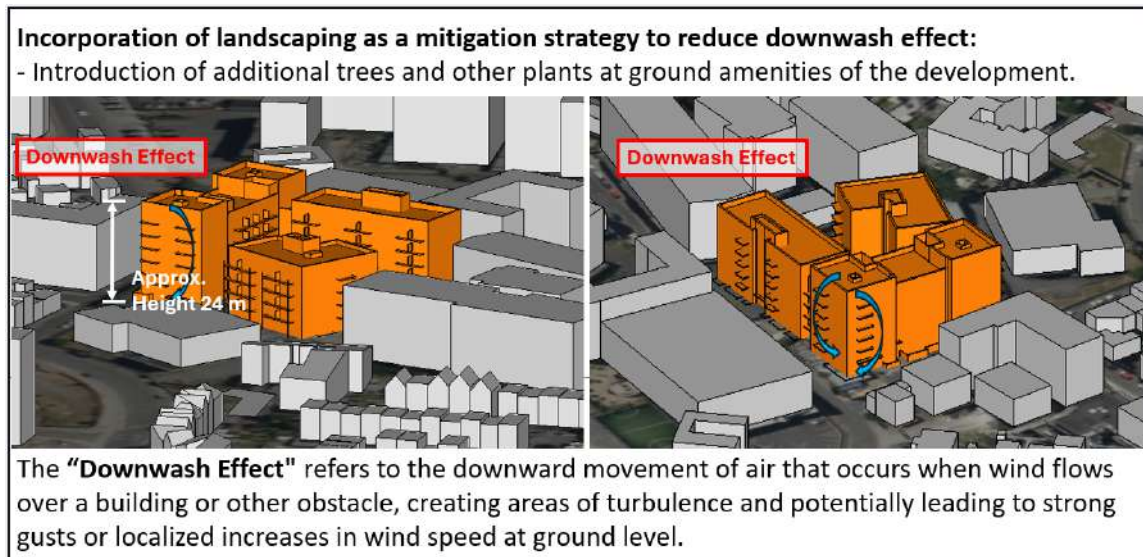 Incorporation of landscaping as a mitigation strategy to reduce downwash effect:
- Introduction of additional trees and other plants at ground amenities of the development.
Downwash Effect
Approx.
Height 24 m
Downwash Effect
The “Downwash Effect" refers to the downward movement of air that occurs when wind flows
over a building or other obstacle, creating areas of turbulence and potentially leading to strong
gusts or localized increases in wind speed at ground level.